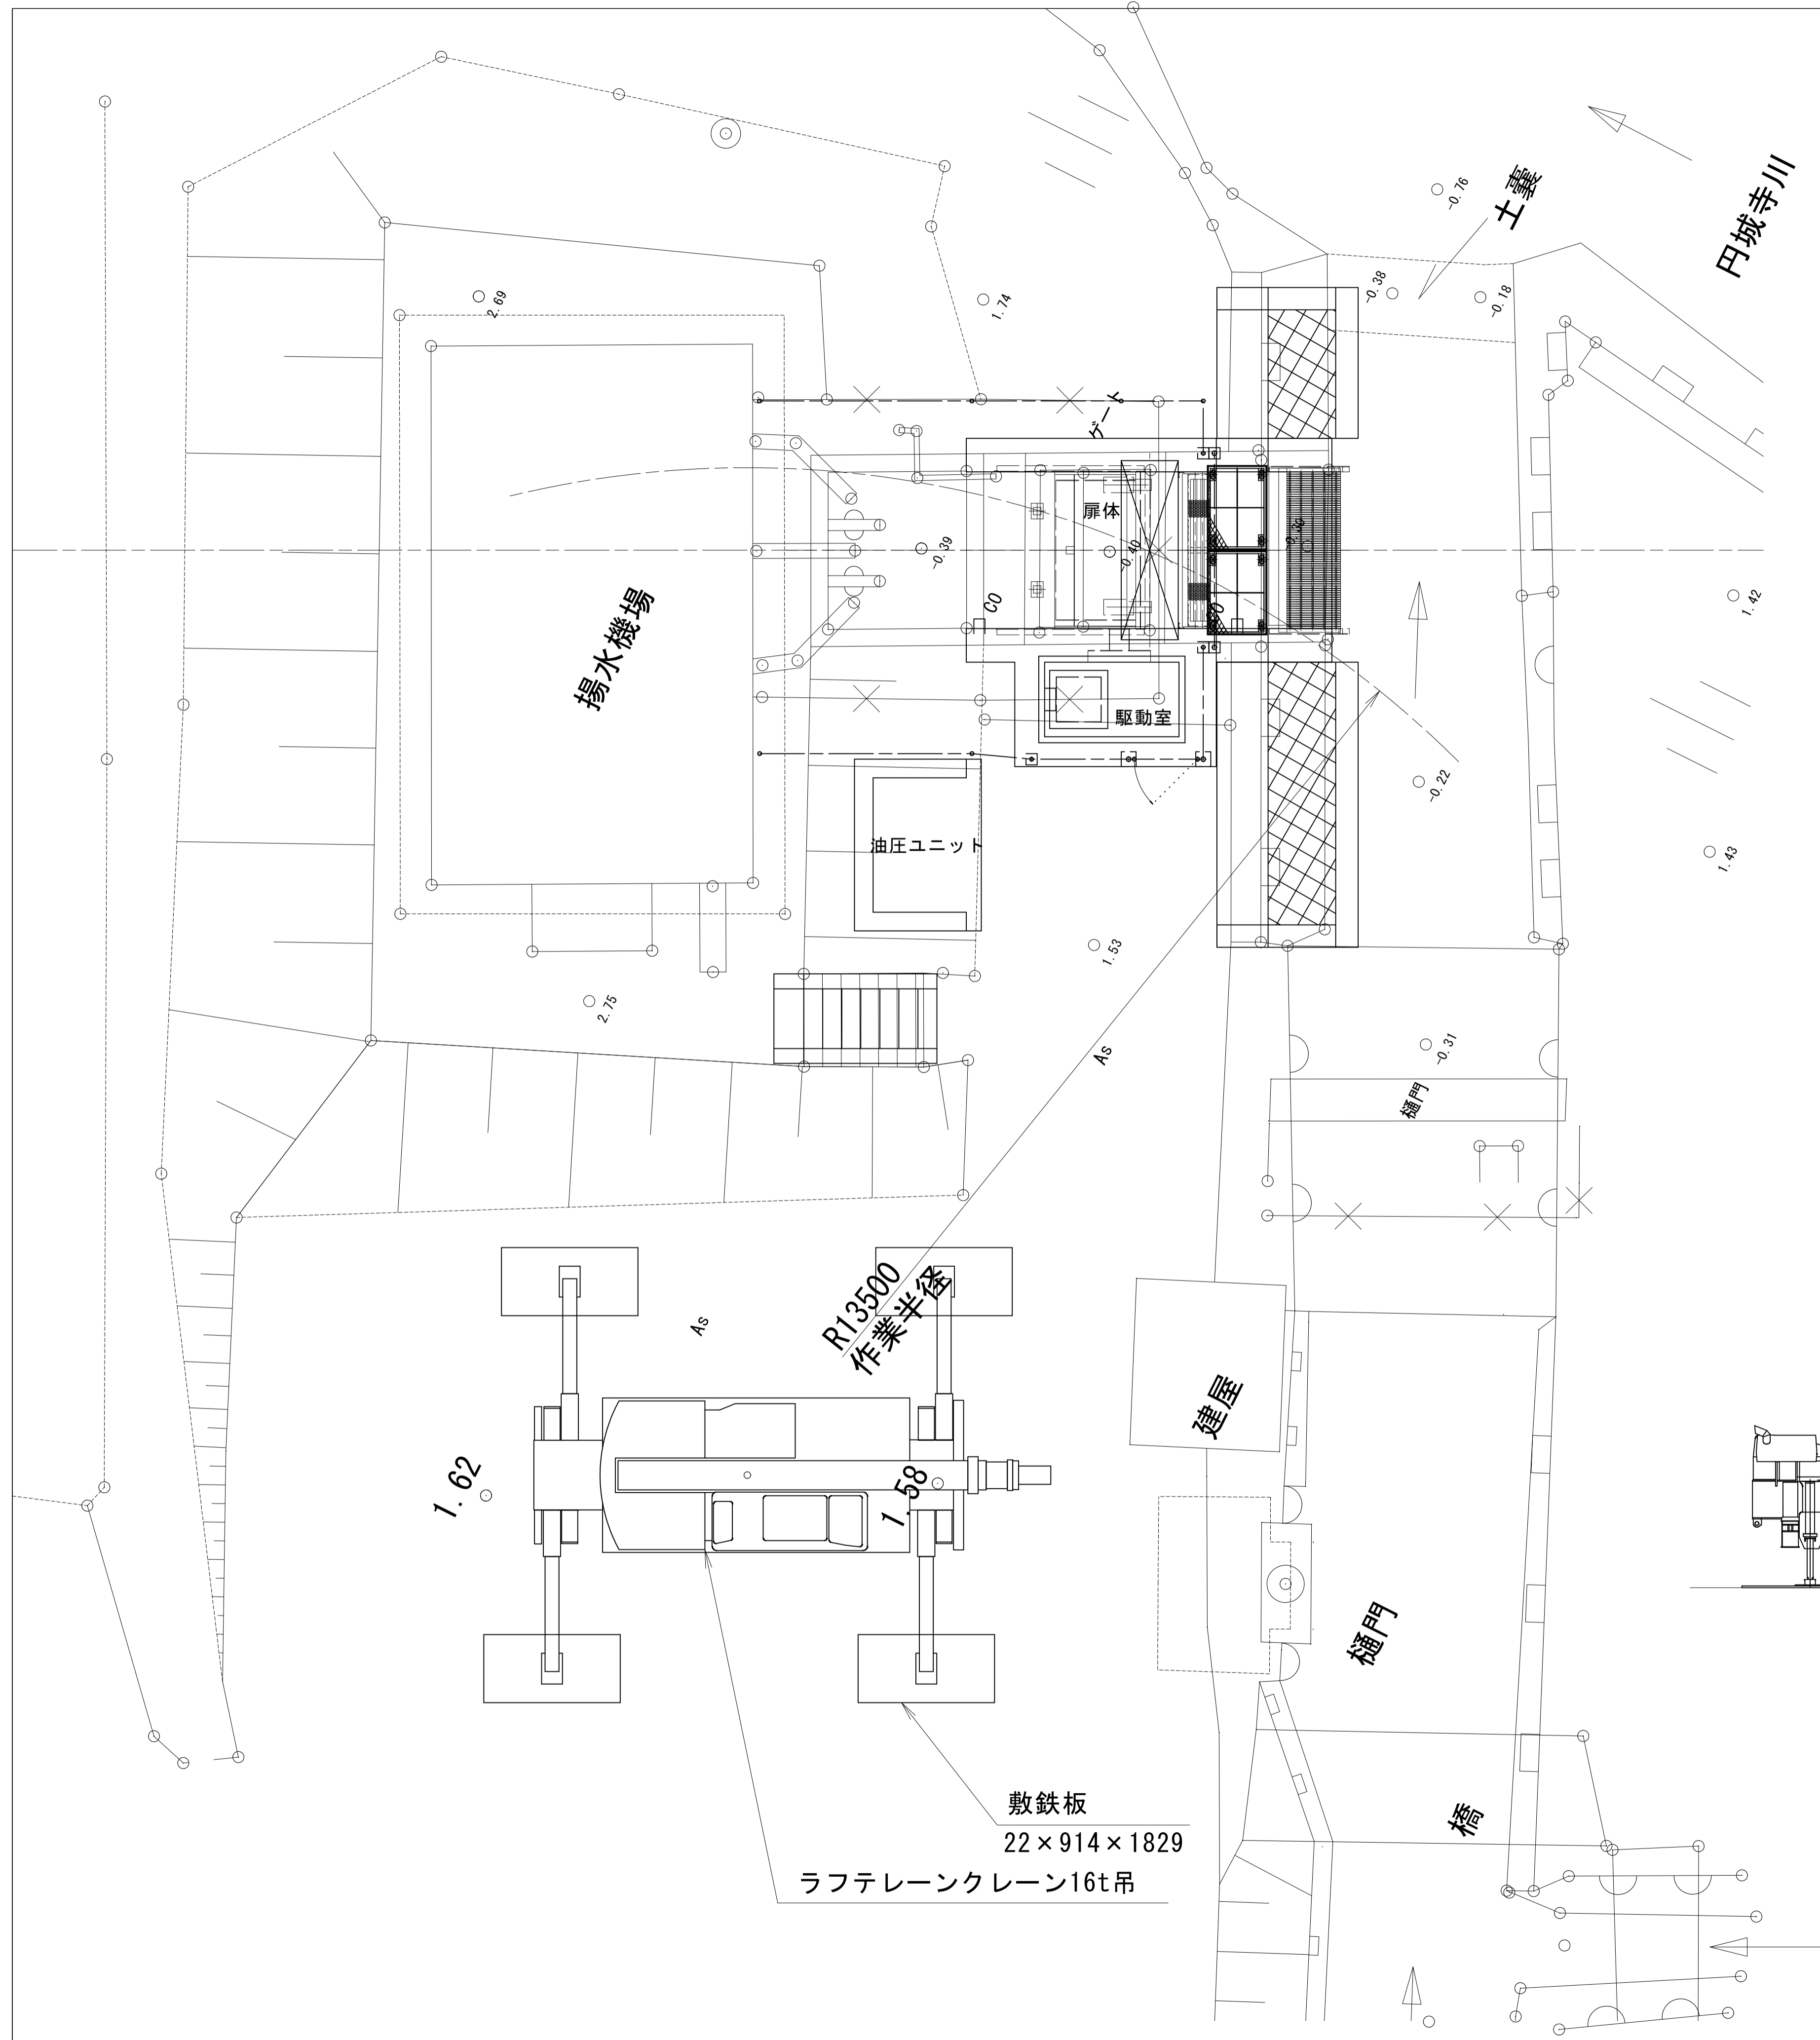 円城寺川
土嚢
-0.76
-0.38
-0.18
2.69
1.74
ゲート
扉体
-0.39
-0.40
-0.30
CO
CO
1.42
揚水機場
駆動室
-0.22
油圧ユニット
1.43
1.53
2.75
As
-0.31
樋門
R13500
作業半径
As
建屋
1.62
1.58
樋門
敷鉄板
22×914×1829
橋
ラフテレーンクレーン16t吊